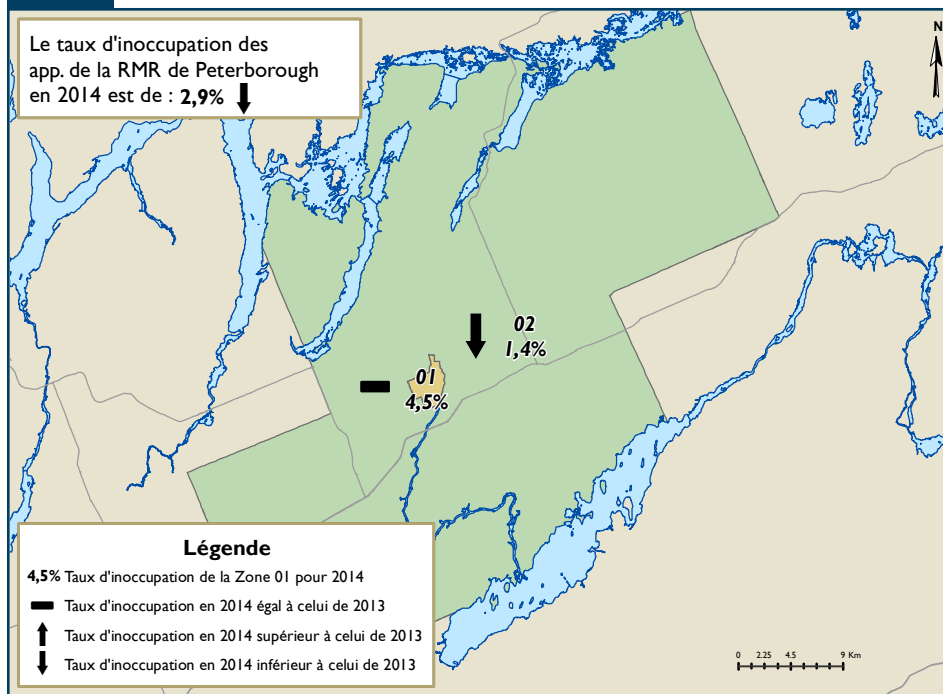 Le taux d'inoccupation des
app. de la RMR de Peterborough
en 2014 est de : 2,9%
N
02
1,4%
01
4,5%
Légende
4,5% Taux d'inoccupation de la Zone 01 pour 2014
Taux d'inoccupation en 2014 égal à celui de 2013
Taux d'inoccupation en 2014 supérieur à celui de 2013
Taux d'inoccupation en 2014 inférieur à celui de 2013
0 2.25 4.5 9 Km